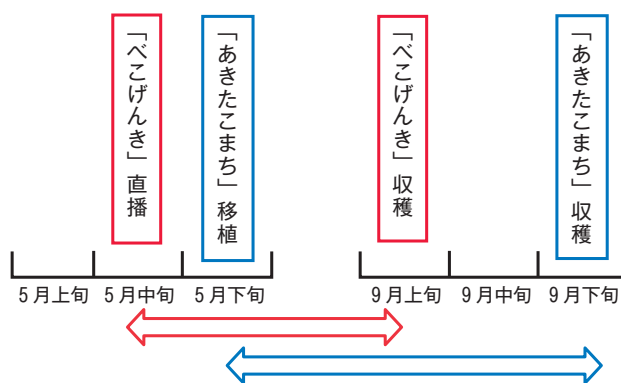 「べこげんき」直播
「あきたこまち」移植
「べこげんき」収穫
「あきたこまち」収穫
5月上旬 5月中旬 5月下旬 9月上旬 9月中旬 9月下旬